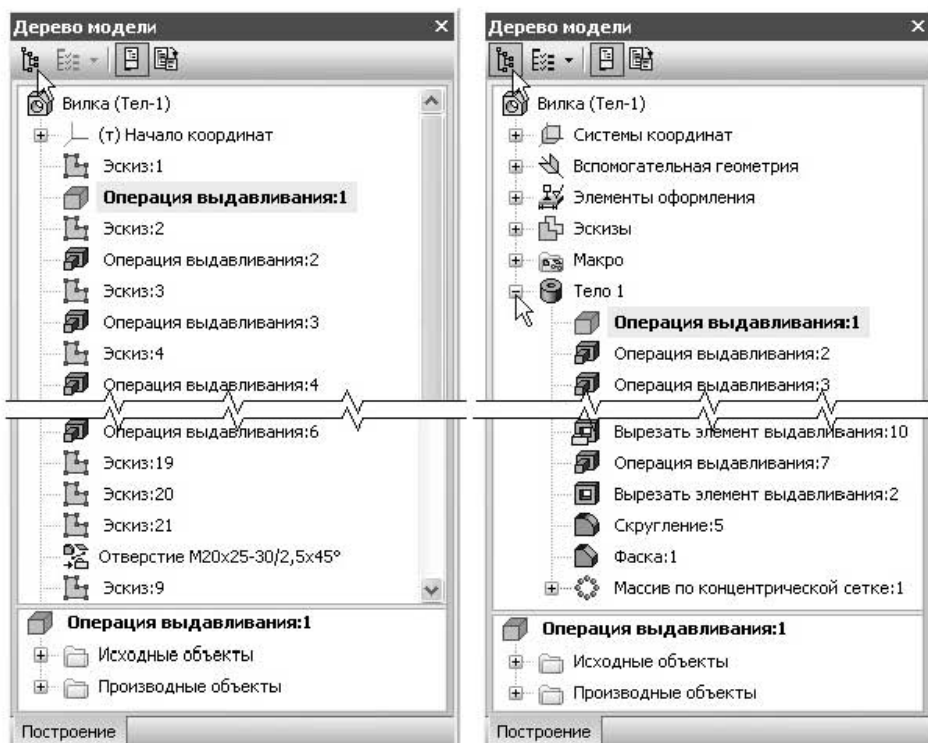 Дерево модели
Вилка (Тел-1)
(т) Начало координат
Эскиз:1
Операция выдавливания:1
Эскиз:2
Операция выдавливания:2
Эскиз:3
Операция выдавливания:3
Эскиз:4
Операция выдавливания:4
Операция выдавливания:6
Эскиз:19
Эскиз:20
Эскиз:21
Отверстие М20х25-30/2,5х45°
Эскиз:9
Операция выдавливания:1
Исходные объекты
Производные объекты
Построение
Дерево модели
Вилка (Тел-1)
Системы координат
Вспомогательная геометрия
Элементы оформления
Эскизы
Макро
Тело 1
Операция выдавливания:1
Операция выдавливания:2
Операция выдавливания:3
Вырезать элемент выдавливания:10
Операция выдавливания:7
Вырезать элемент выдавливания:2
Скругление:5
Фаска:1
Массив по концентрической сетке:1
Операция выдавливания:1
Исходные объекты
Производные объекты
Построение